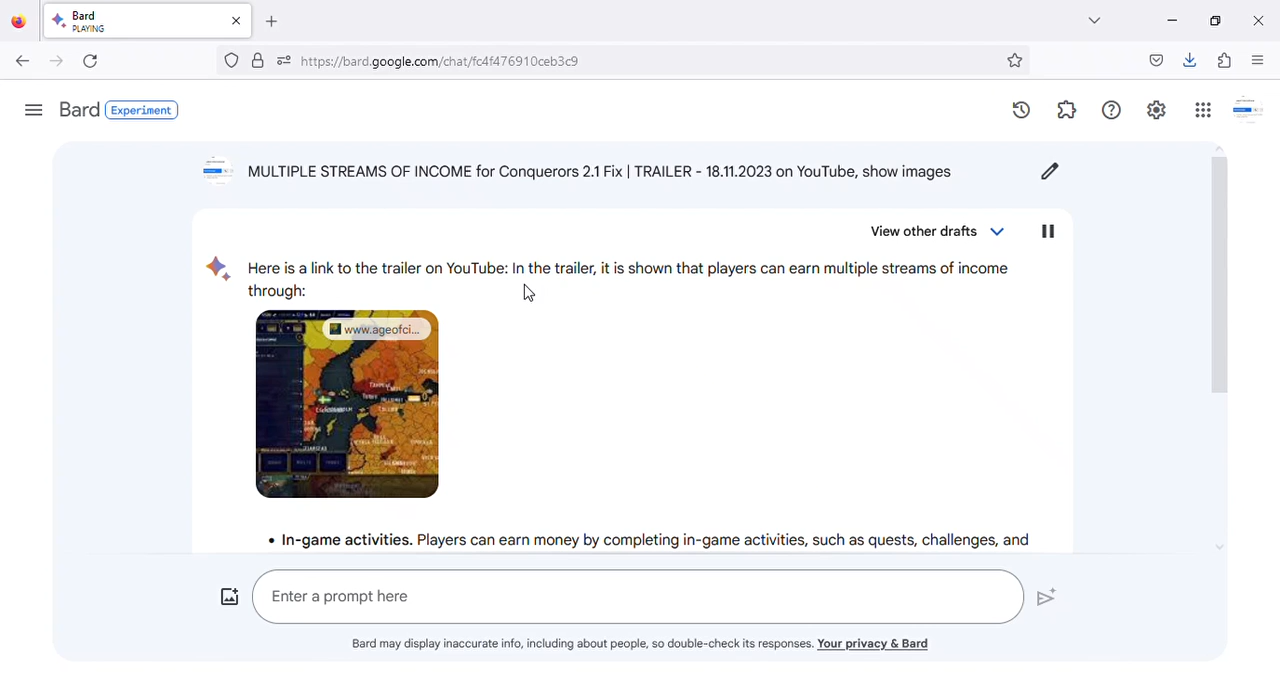 Bard
PLAYING
https://bard.google.com/chat/fc4f476910ceb3c9
Bard Experiment
MULTIPLE STREAMS OF INCOME for Conquerors 2.1 Fix | TRAILER - 18.11.2023 on YouTube, show images
View other drafts
Here is a link to the trailer on YouTube: In the trailer, it is shown that players can earn multiple streams of income
through:
www.ageofci...
• In-game activities. Players can earn money by completing in-game activities, such as quests, challenges, and
Enter a prompt here
Bard may display inaccurate info, including about people, so double-check its responses. Your privacy & Bard